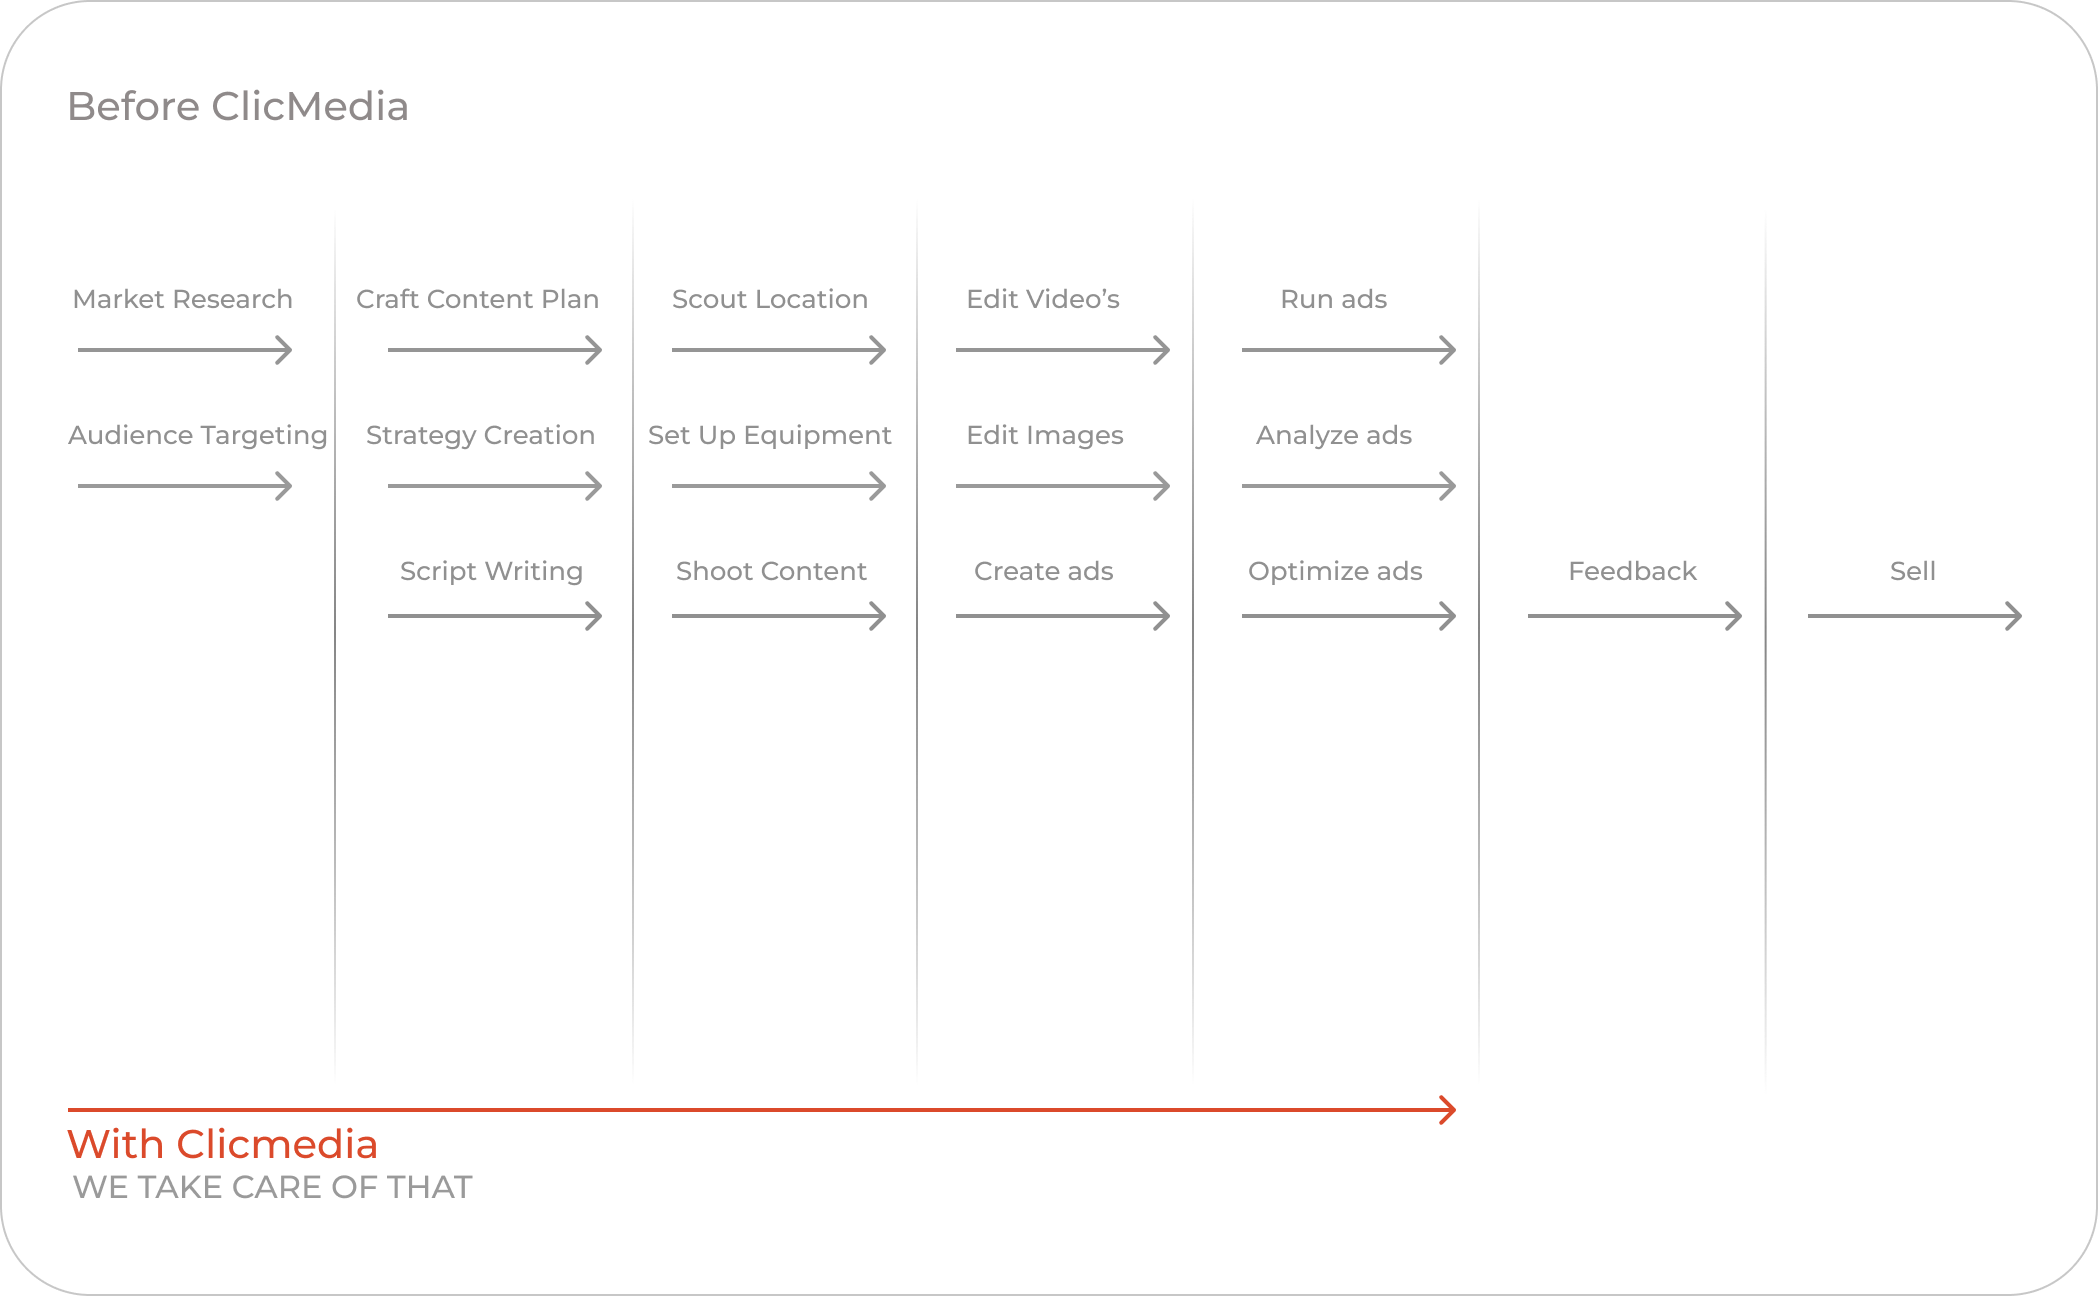 Before ClicMedia
Market Research
Craft Content Plan
Scout Location
Edit Video’s
Run ads
Audience Targeting
Strategy Creation
Set Up Equipment
Edit Images
Analyze ads
Script Writing
Shoot Content
Create ads
Optimize ads
Feedback
Sell
With Clicmedia
WE TAKE CARE OF THAT